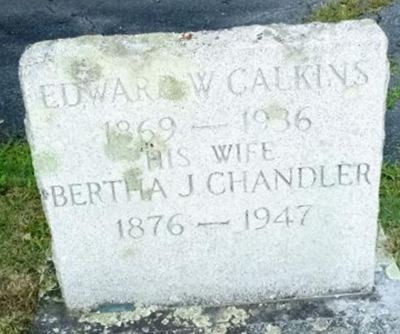 EDWARD W CALKINS
1869 — 1936
HIS WIFE
BERTHA J CHANDLER
1876 — 1947